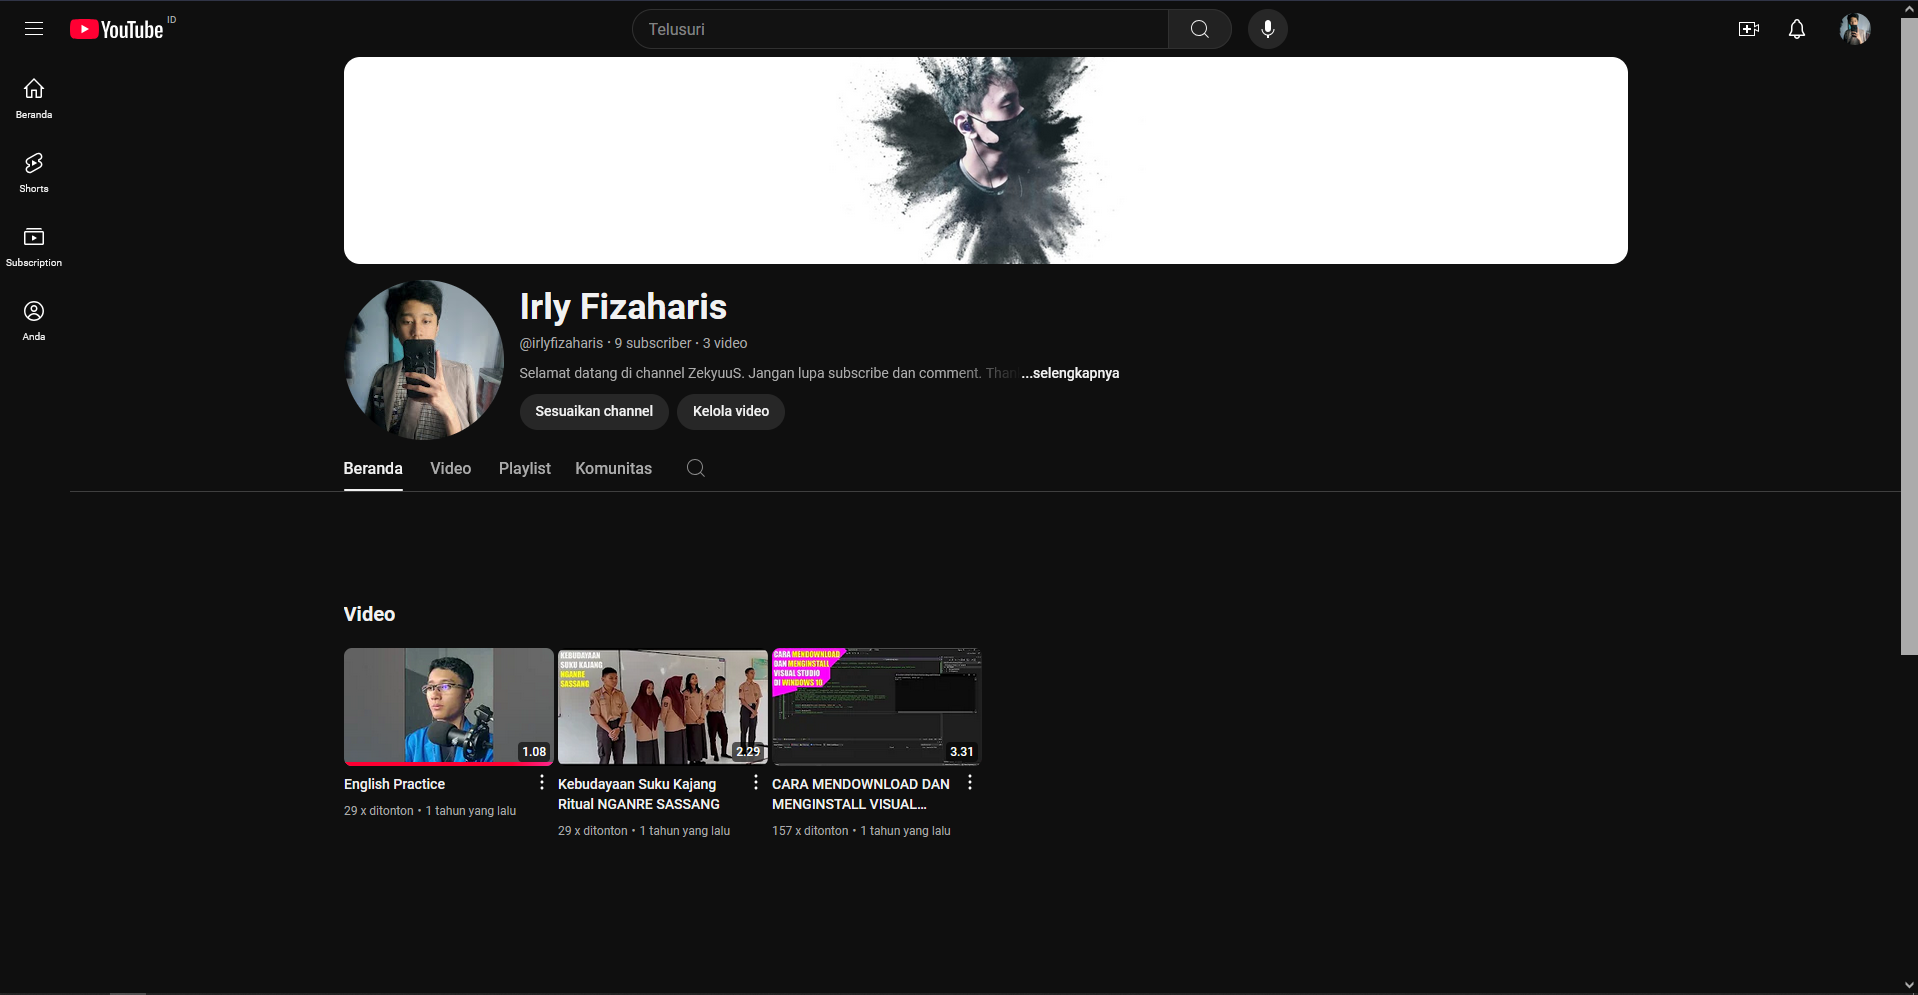 YouTube ID
Telusuri
Beranda
Shorts
Subscription
Anda
Irly Fizaharis
@irlyfizaharis • 9 subscriber • 3 video
Selamat datang di channel ZekyuuS. Jangan lupa subscribe dan comment. Than ...selengkapnya
Sesuaikan channel
Kelola video
Beranda
Video
Playlist
Komunitas
Video
1.08
English Practice
29 x ditonton • 1 tahun yang lalu
KEBUDAYAAN
SUKU KAJANG
NGANRE
SASSANG
2.29
Kebudayaan Suku Kajang
Ritual NGANRE SASSANG
29 x ditonton • 1 tahun yang lalu
CARA MENDOWNLOAD
DAN MENGINSTALL
VISUAL STUDIO
DI WINDOWS 10
3.31
CARA MENDOWNLOAD DAN
MENGINSTALL VISUAL...
157 x ditonton • 1 tahun yang lalu